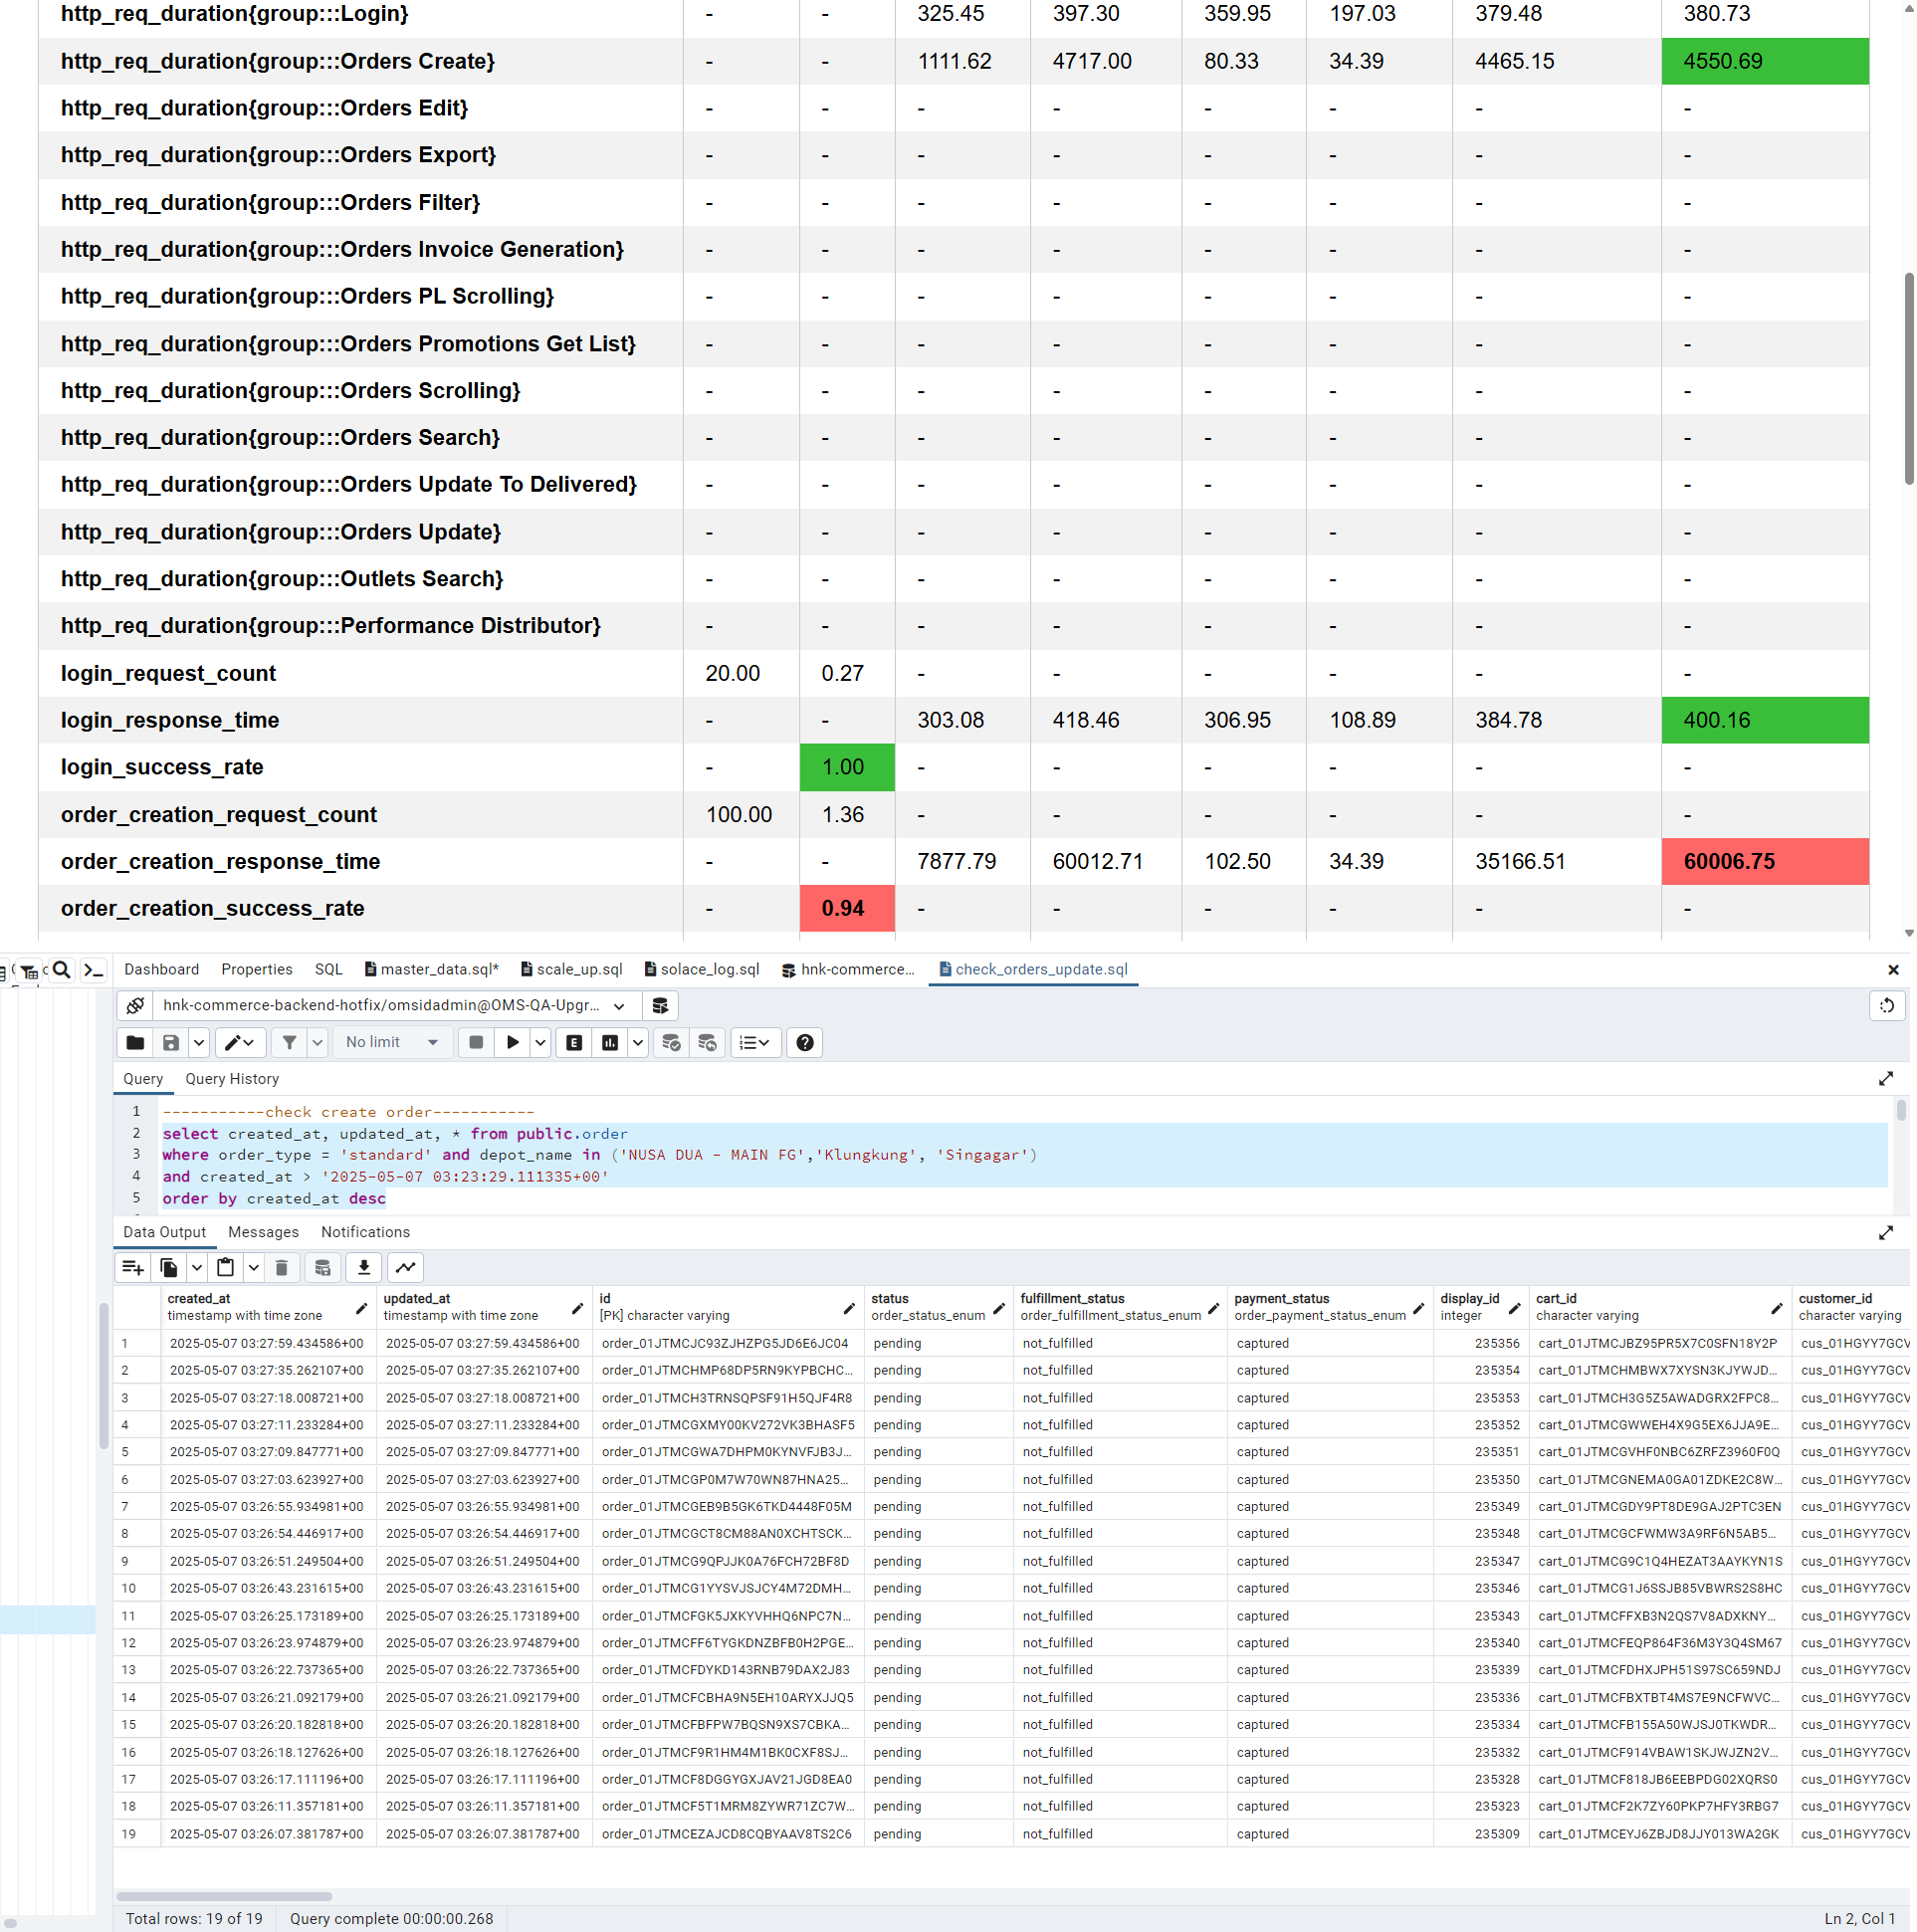 http_req_duration{group:::Login} - - 325.45 397.30 359.95 197.03 379.48 380.73
http_req_duration{group:::Orders Create} - - 1111.62 4717.00 80.33 34.39 4465.15 4550.69
http_req_duration{group:::Orders Edit} - - - - - - - -
http_req_duration{group:::Orders Export} - - - - - - - -
http_req_duration{group:::Orders Filter} - - - - - - - -
http_req_duration{group:::Orders Invoice Generation} - - - - - - - -
http_req_duration{group:::Orders PL Scrolling} - - - - - - - -
http_req_duration{group:::Orders Promotions Get List} - - - - - - - -
http_req_duration{group:::Orders Scrolling} - - - - - - - -
http_req_duration{group:::Orders Search} - - - - - - - -
http_req_duration{group:::Orders Update To Delivered} - - - - - - - -
http_req_duration{group:::Orders Update} - - - - - - - -
http_req_duration{group:::Outlets Search} - - - - - - - -
http_req_duration{group:::Performance Distributor} - - - - - - - -
login_request_count 20.00 0.27 - - - - - -
login_response_time - - 303.08 418.46 306.95 108.89 384.78 400.16
login_success_rate - 1.00 - - - - - -
order_creation_request_count 100.00 1.36 - - - - - -
order_creation_response_time - - 7877.79 60012.71 102.50 34.39 35166.51 60006.75
order_creation_success_rate - 0.94 - - - - - -
Dashboard Properties SQL master_data.sql* scale_up.sql solace_log.sql hnk-commerce... check_orders_update.sql
hnk-commerce-backend-hotfix/omsidadmin@OMS-QA-Upgr...
No limit
Query Query History
1 -----------check create order-----------
2 select created_at, updated_at, * from public.order
3 where order_type = 'standard' and depot_name in ('NUSA DUA - MAIN FG','Klungkung', 'Singagar')
4 and created_at > '2025-05-07 03:23:29.111335+00'
5 order by created_at desc
Data Output Messages Notifications
created_at updated_at id status fulfillment_status payment_status display_id cart_id customer_id
timestamp with time zone timestamp with time zone [PK] character varying order_status_enum order_fulfillment_status_enum order_payment_status_enum integer character varying character varying
1 2025-05-07 03:27:59.434586+00 2025-05-07 03:27:59.434586+00 order_01JTMCJC93ZJHZPG5JD6E6JC04 pending not_fulfilled captured 235356 cart_01JTMCJBZ95PR5X7C0SFN18Y2P cus_01HGYY7GCV
2 2025-05-07 03:27:35.262107+00 2025-05-07 03:27:35.262107+00 order_01JTMCHMP68DP5RN9KYPBCHC... pending not_fulfilled captured 235354 cart_01JTMCHMBWX7XYSN3KJYWJD... cus_01HGYY7GCV
3 2025-05-07 03:27:18.008721+00 2025-05-07 03:27:18.008721+00 order_01JTMCH3TRNSQPSF91H5QJF4R8 pending not_fulfilled captured 235353 cart_01JTMCH3G5Z5AWADGRX2FPC8... cus_01HGYY7GCV
4 2025-05-07 03:27:11.233284+00 2025-05-07 03:27:11.233284+00 order_01JTMCGXMY00KV272VK3BHASF5 pending not_fulfilled captured 235352 cart_01JTMCGWWEH4X9G5EX6JJA9E... cus_01HGYY7GCV
5 2025-05-07 03:27:09.847771+00 2025-05-07 03:27:09.847771+00 order_01JTMCGWA7DHPM0KYNVFJB3J... pending not_fulfilled captured 235351 cart_01JTMCGVHF0NBC6ZRFZ3960F0Q cus_01HGYY7GCV
6 2025-05-07 03:27:03.623927+00 2025-05-07 03:27:03.623927+00 order_01JTMCGP0M7W70WN87HNA25... pending not_fulfilled captured 235350 cart_01JTMCGNEMA0GA01ZDKE2C8W... cus_01HGYY7GCV
7 2025-05-07 03:26:55.934981+00 2025-05-07 03:26:55.934981+00 order_01JTMCGEB9B5GK6TKD4448F05M pending not_fulfilled captured 235349 cart_01JTMCGDY9PT8DE9GAJ2PTC3EN cus_01HGYY7GCV
8 2025-05-07 03:26:54.446917+00 2025-05-07 03:26:54.446917+00 order_01JTMCGCT8CM88AN0XCHTSCK... pending not_fulfilled captured 235348 cart_01JTMCGCFWMW3A9RF6N5AB5... cus_01HGYY7GCV
9 2025-05-07 03:26:51.249504+00 2025-05-07 03:26:51.249504+00 order_01JTMCG9QPJJK0A76FCH72BF8D pending not_fulfilled captured 235347 cart_01JTMCG9C1Q4HEZAT3AAYKYN1S cus_01HGYY7GCV
10 2025-05-07 03:26:43.231615+00 2025-05-07 03:26:43.231615+00 order_01JTMCG1YYSVJSJCY4M72DMH... pending not_fulfilled captured 235346 cart_01JTMCG1J6SSJB85VBWRS2S8HC cus_01HGYY7GCV
11 2025-05-07 03:26:25.173189+00 2025-05-07 03:26:25.173189+00 order_01JTMCFGK5JXKYVHHQ6NPC7N... pending not_fulfilled captured 235343 cart_01JTMCFFXB3N2QS7V8ADXKNY... cus_01HGYY7GCV
12 2025-05-07 03:26:23.974879+00 2025-05-07 03:26:23.974879+00 order_01JTMCFF6TYGKDNZBFB0H2PGE... pending not_fulfilled captured 235340 cart_01JTMCFEQP864F36M3Y3Q4SM67 cus_01HGYY7GCV
13 2025-05-07 03:26:22.737365+00 2025-05-07 03:26:22.737365+00 order_01JTMCFDYKD143RNB79DAX2J83 pending not_fulfilled captured 235339 cart_01JTMCFDHXJPH51S97SC659NDJ cus_01HGYY7GCV
14 2025-05-07 03:26:21.092179+00 2025-05-07 03:26:21.092179+00 order_01JTMCFCBHA9N5EH10ARYXJJQ5 pending not_fulfilled captured 235336 cart_01JTMCFBXTBT4MS7E9NCFWVC... cus_01HGYY7GCV
15 2025-05-07 03:26:20.182818+00 2025-05-07 03:26:20.182818+00 order_01JTMCFBFPW7BQSN9XS7CBKA... pending not_fulfilled captured 235334 cart_01JTMCFB155A50WJSJ0TKWDR... cus_01HGYY7GCV
16 2025-05-07 03:26:18.127626+00 2025-05-07 03:26:18.127626+00 order_01JTMCF9R1HM4M1BK0CXF8SJ... pending not_fulfilled captured 235332 cart_01JTMCF914VBAW1SKJWJZN2V... cus_01HGYY7GCV
17 2025-05-07 03:26:17.111196+00 2025-05-07 03:26:17.111196+00 order_01JTMCF8DGGYGXJAV21JGD8EA0 pending not_fulfilled captured 235328 cart_01JTMCF818JB6EEBPDG02XQRS0 cus_01HGYY7GCV
18 2025-05-07 03:26:11.357181+00 2025-05-07 03:26:11.357181+00 order_01JTMCF5T1MRM8ZYWR71ZC7W... pending not_fulfilled captured 235323 cart_01JTMCF2K7ZY60PKP7HFY3RBG7 cus_01HGYY7GCV
19 2025-05-07 03:26:07.381787+00 2025-05-07 03:26:07.381787+00 order_01JTMCEZAJCD8CQBYAAV8TS2C6 pending not_fulfilled captured 235309 cart_01JTMCEYJ6ZBJD8JJY013WA2GK cus_01HGYY7GCV
Total rows: 19 of 19 Query complete 00:00:00.268 Ln 2, Col 1